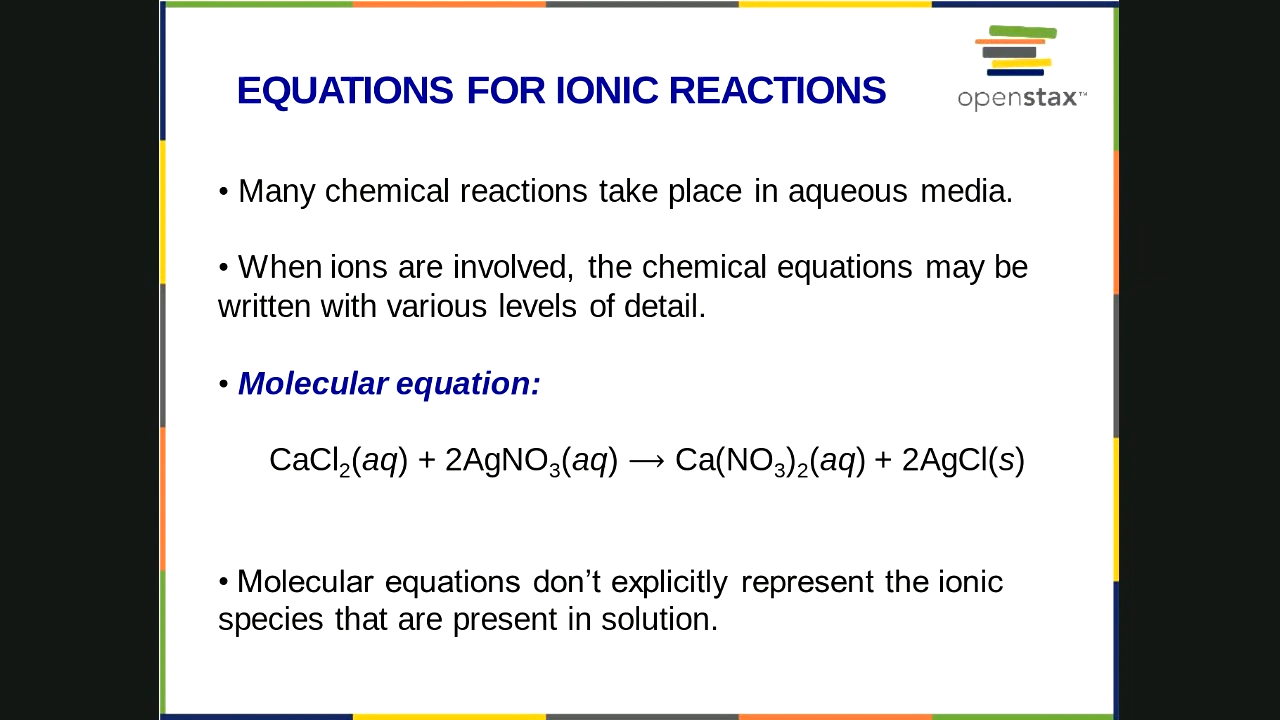 openstax™
EQUATIONS FOR IONIC REACTIONS
• Many chemical reactions take place in aqueous media.
• When ions are involved, the chemical equations may be
written with various levels of detail.
• Molecular equation:
CaCl₂(aq) + 2AgNO₃(aq) ⟶ Ca(NO₃)₂(aq) + 2AgCl(s)
• Molecular equations don’t explicitly represent the ionic
species that are present in solution.